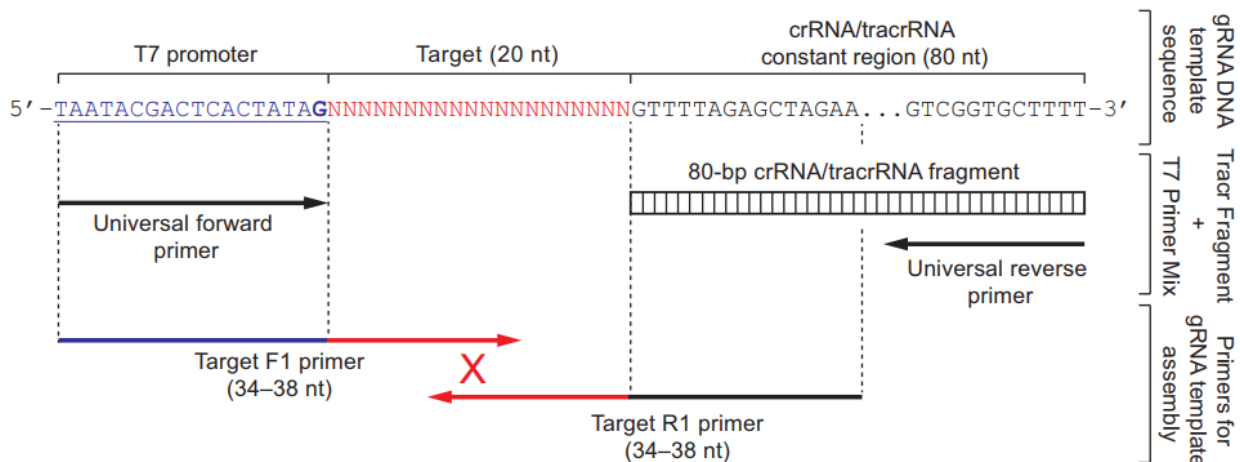 T7 promoter
Target (20 nt)
crRNA/tracrRNA
constant region (80 nt)
5′–TAATACGACTCACTATAGNNNNNNNNNNNNNNNNNNNNGTTTTAGAGCTAGAA...GTCGGTGCTTTT–3′
gRNA DNA
template
sequence
Universal forward
primer
80-bp crRNA/tracrRNA fragment
Universal reverse
primer
Tracr Fragment
+
T7 Primer Mix
Target F1 primer
(34–38 nt)
X
Target R1 primer
(34–38 nt)
Primers for
gRNA template
assembly